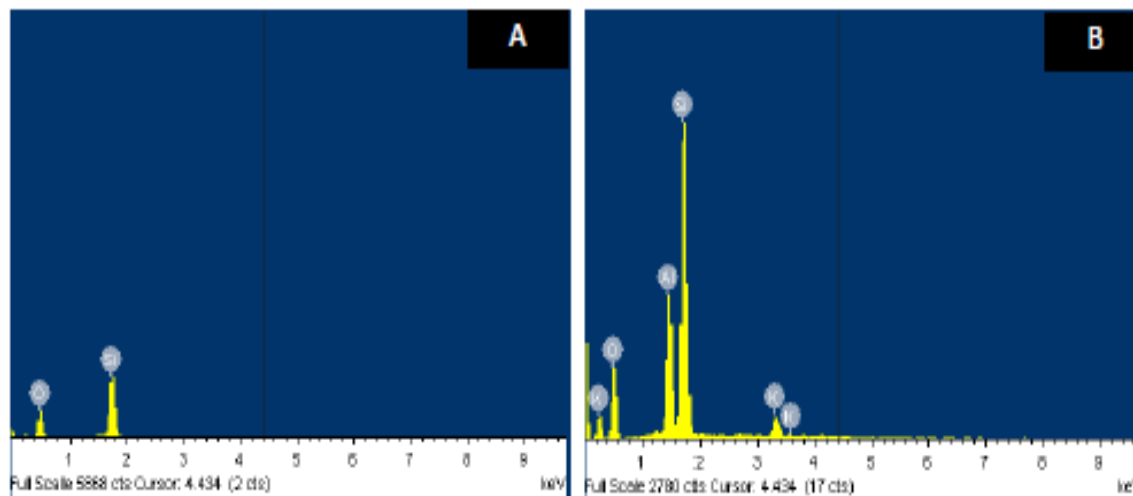 A
B
Si
O
1 2 3 4 5 6 7 8 9
Full Scale 5868 cts Cursor: 4.434 (2 cts) keV
Si
Al
O
K
K
K
1 2 3 4 5 6 7 8 9
Full Scale 2780 cts Cursor: 4.434 (17 cts) keV